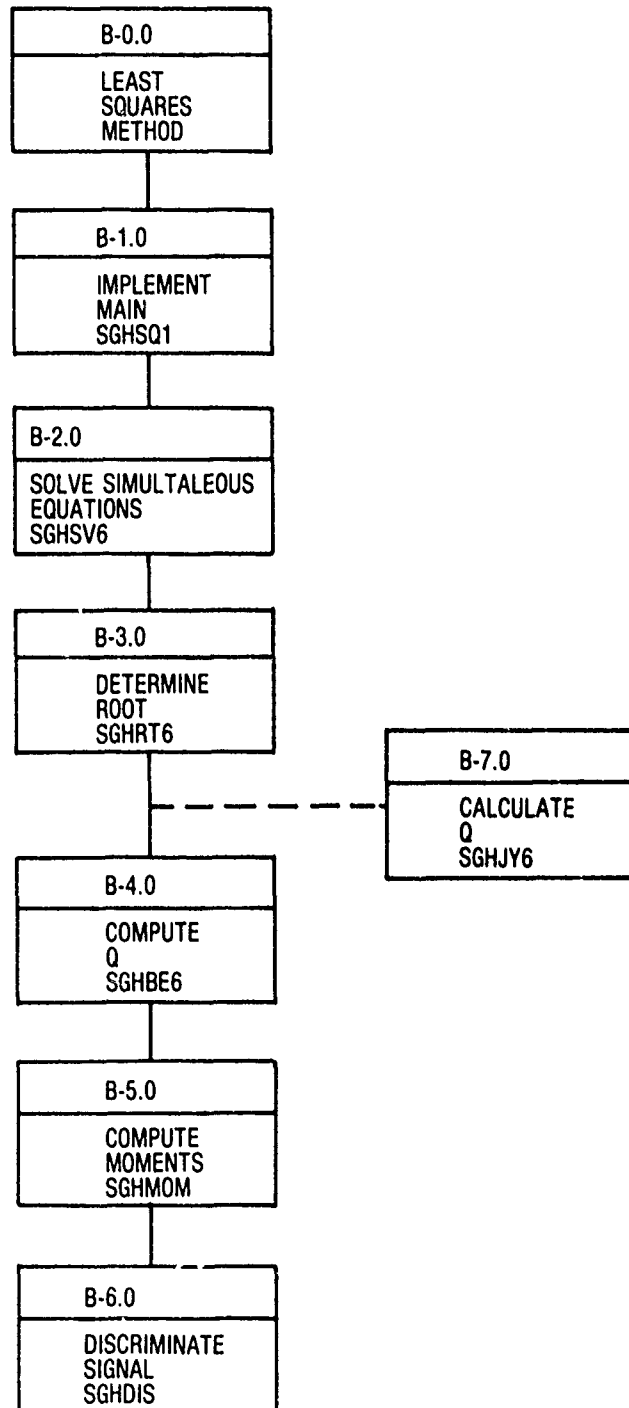 B-0.0
LEAST
SQUARES
METHOD
B-1.0
IMPLEMENT
MAIN
SGHSQ1
B-2.0
SOLVE SIMULTALEOUS
EQUATIONS
SGHSV6
B-3.0
DETERMINE
ROOT
SGHRT6
B-7.0
CALCULATE
Q
SGHJY6
B-4.0
COMPUTE
Q
SGHBE6
B-5.0
COMPUTE
MOMENTS
SGHMOM
B-6.0
DISCRIMINATE
SIGNAL
SGHDIS